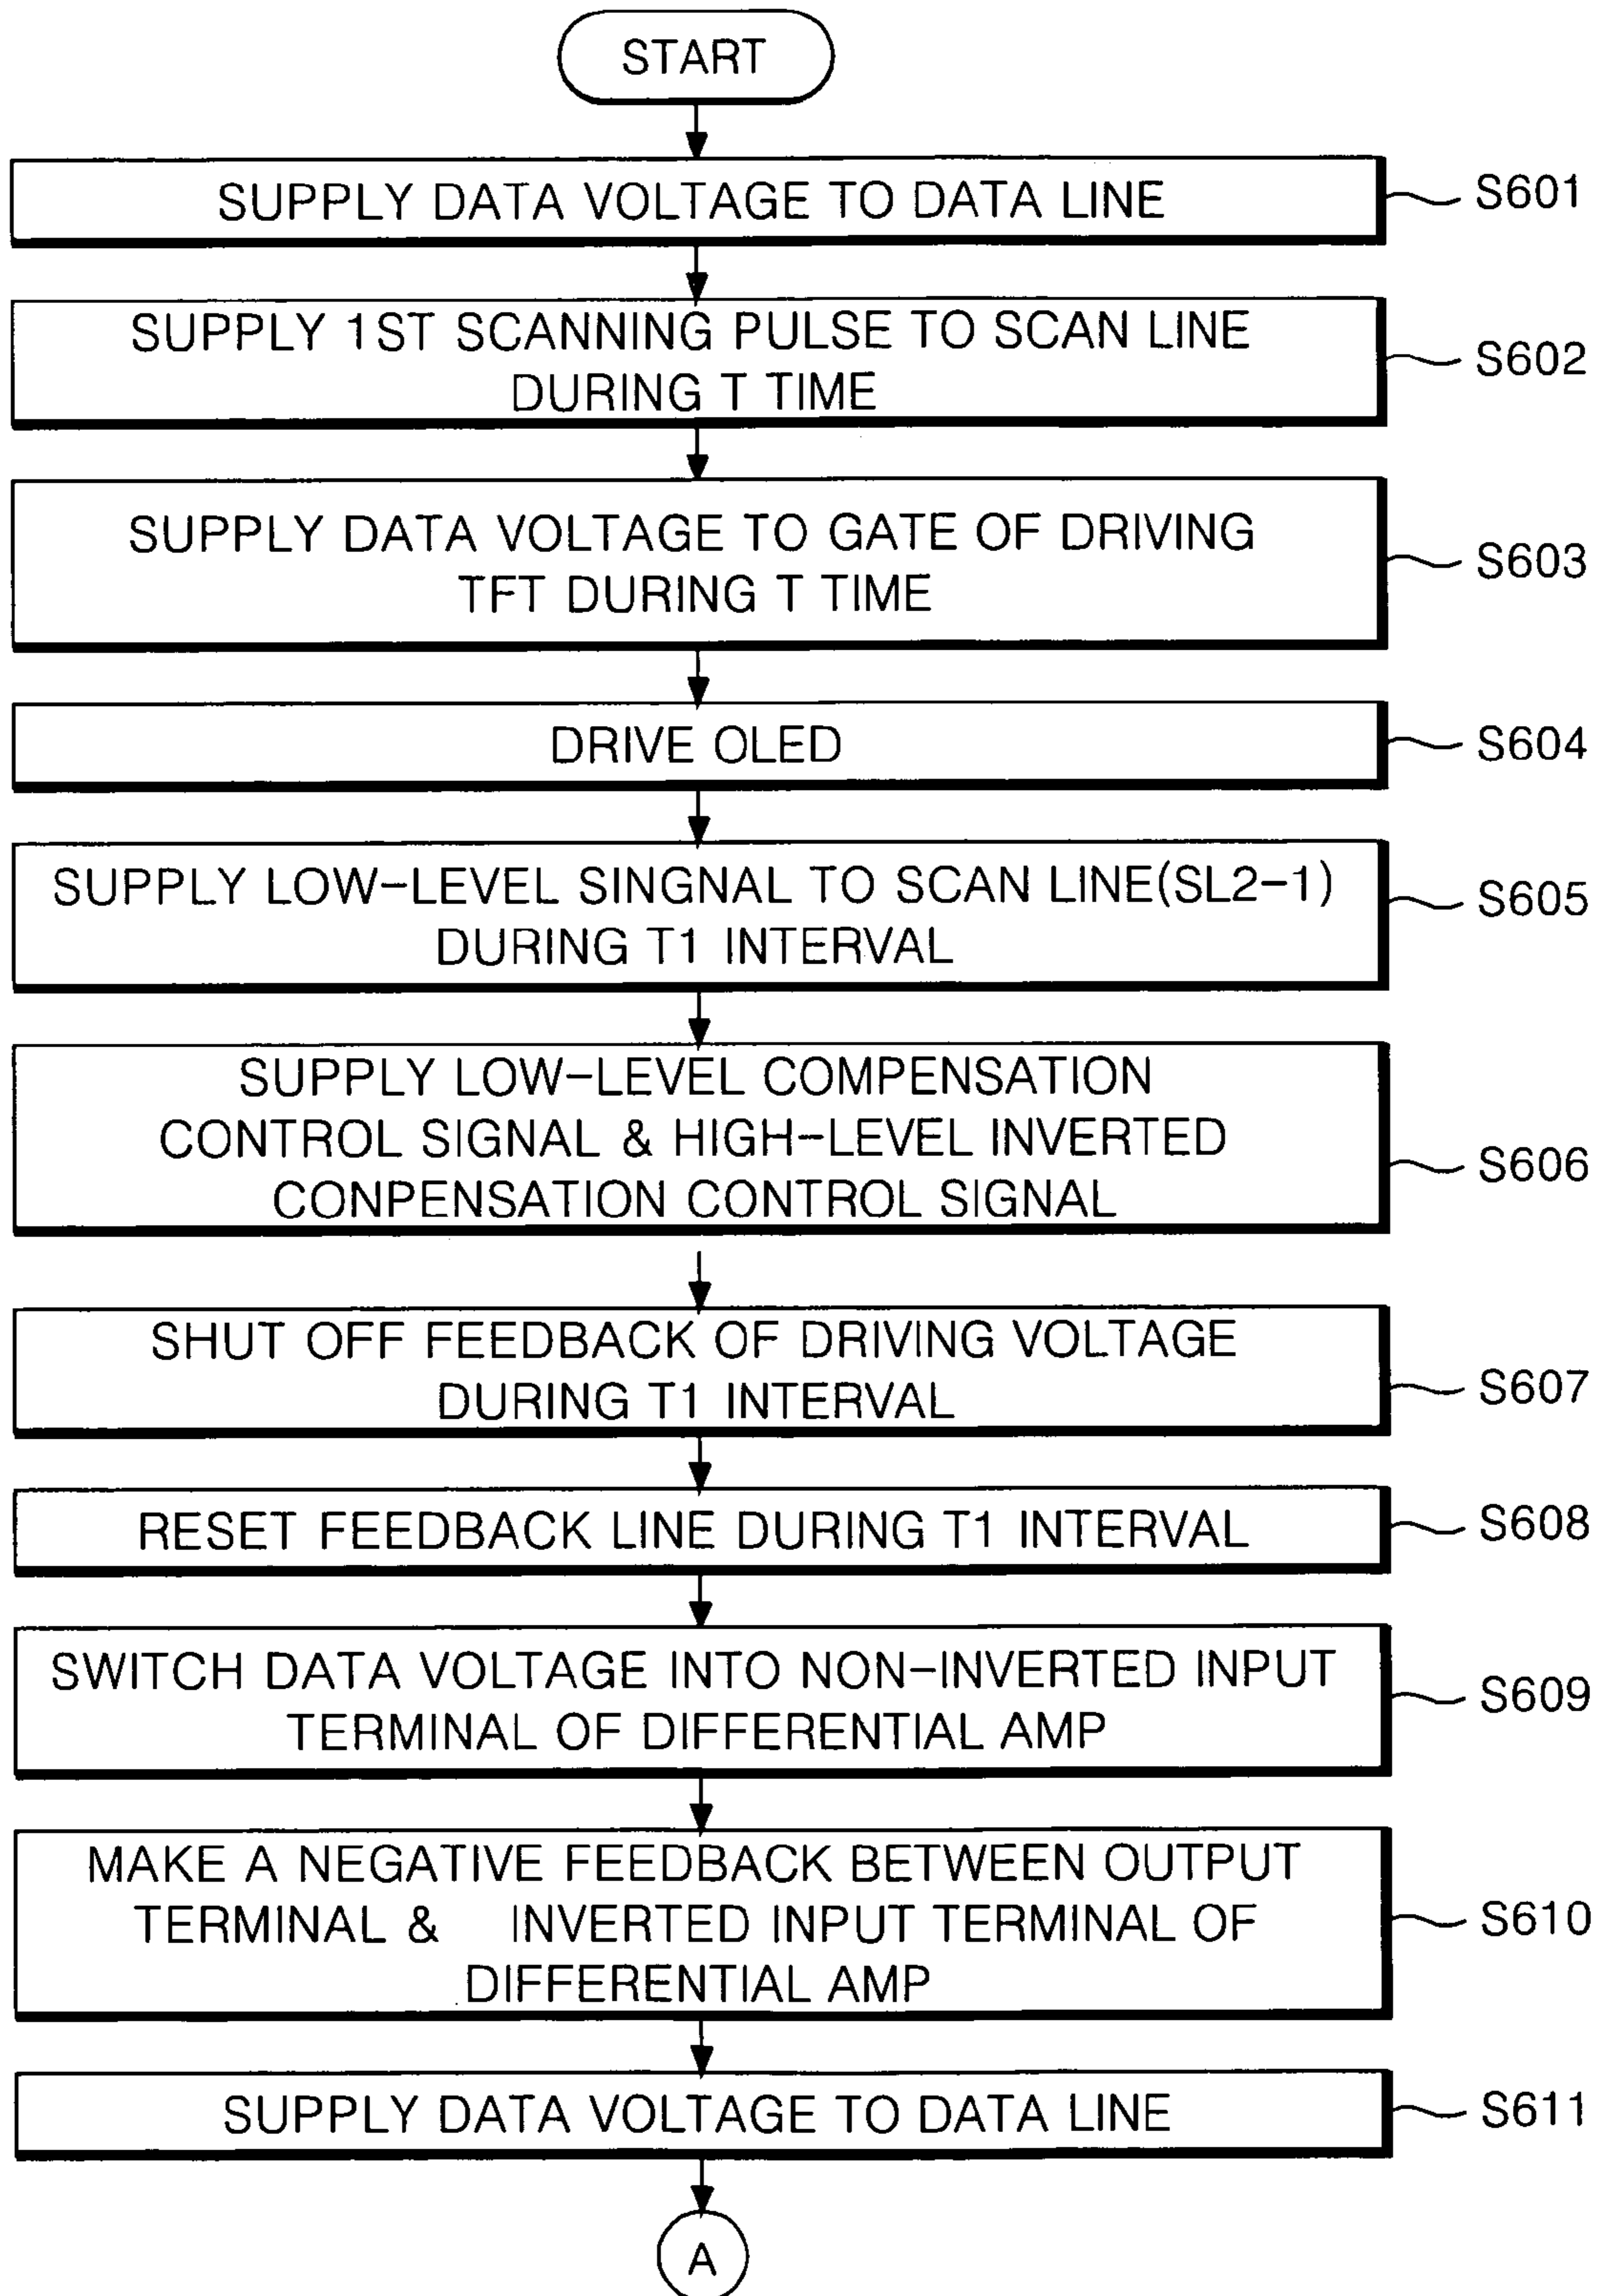 START
SUPPLY DATA VOLTAGE TO DATA LINE
S601
SUPPLY 1ST SCANNING PULSE TO SCAN LINE
DURING T TIME
S602
SUPPLY DATA VOLTAGE TO GATE OF DRIVING
TFT DURING T TIME
S603
DRIVE OLED
S604
SUPPLY LOW-LEVEL SINGNAL TO SCAN LINE(SL2-1)
DURING T1 INTERVAL
S605
SUPPLY LOW-LEVEL COMPENSATION
CONTROL SIGNAL & HIGH-LEVEL INVERTED
CONPENSATION CONTROL SIGNAL
S606
SHUT OFF FEEDBACK OF DRIVING VOLTAGE
DURING T1 INTERVAL
S607
RESET FEEDBACK LINE DURING T1 INTERVAL
S608
SWITCH DATA VOLTAGE INTO NON-INVERTED INPUT
TERMINAL OF DIFFERENTIAL AMP
S609
MAKE A NEGATIVE FEEDBACK BETWEEN OUTPUT
TERMINAL & INVERTED INPUT TERMINAL OF
DIFFERENTIAL AMP
S610
SUPPLY DATA VOLTAGE TO DATA LINE
S611
A